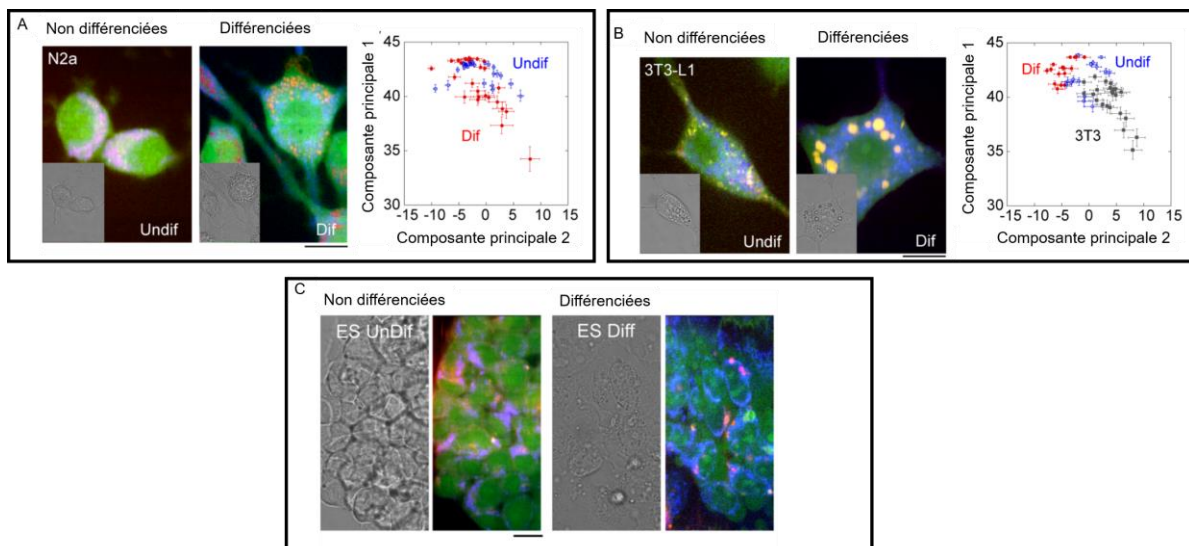 A
Non différenciées
Différenciées
N2a
Undif
Dif
Composante principale 1
45
40
35
30
Undif
Dif
-15
-10
-5
0
5
10
15
Composante principale 2
B
Non différenciées
Différenciées
3T3-L1
Undif
Dif
Composante principale 1
45
40
35
30
Dif
Undif
3T3
-15
-10
-5
0
5
10
15
Composante principale 2
C
Non différenciées
Différenciées
ES UnDif
ES Diff